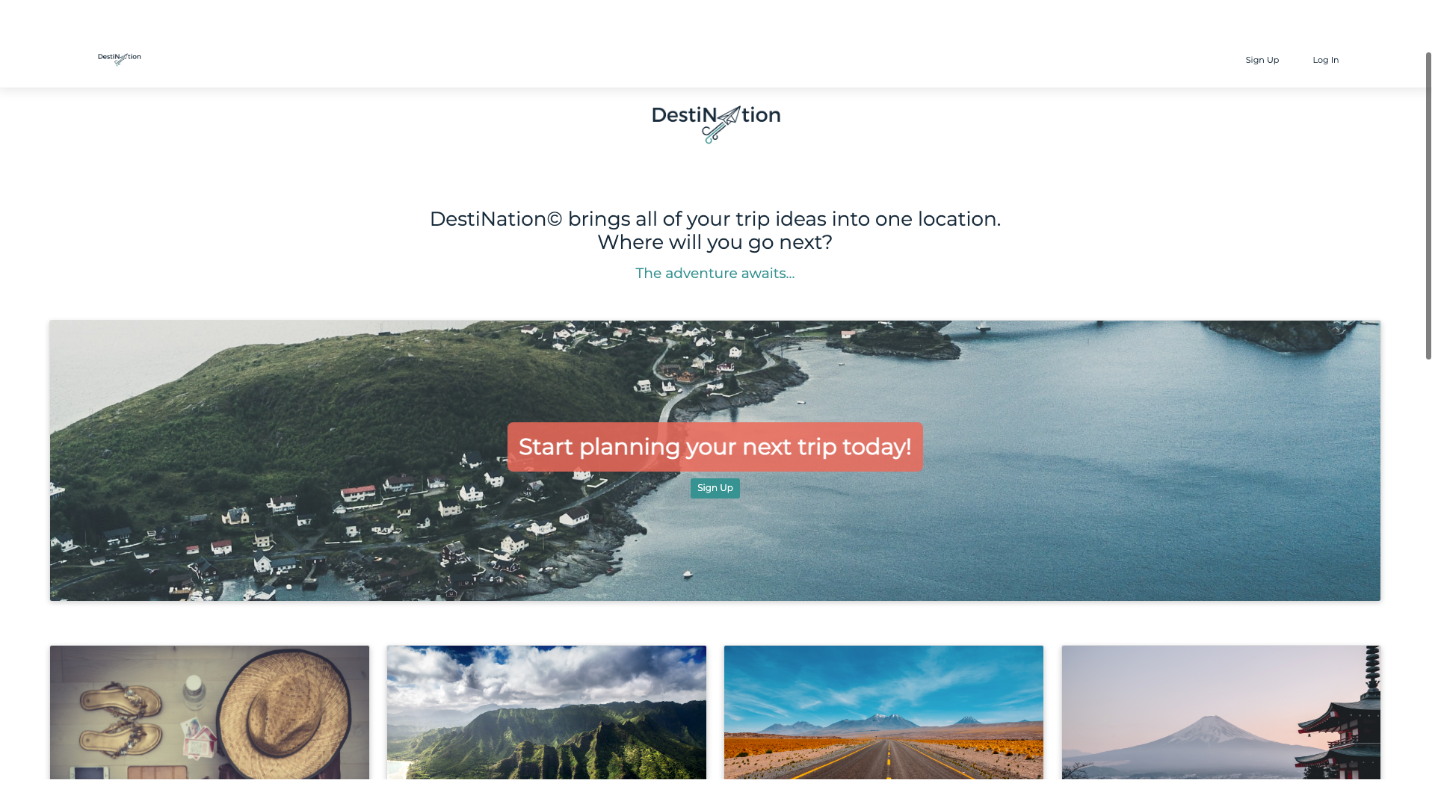 DestiNation
Sign Up
Log In
DestiNation
DestiNation© brings all of your trip ideas into one location.
Where will you go next?
The adventure awaits...
Start planning your next trip today!
Sign Up